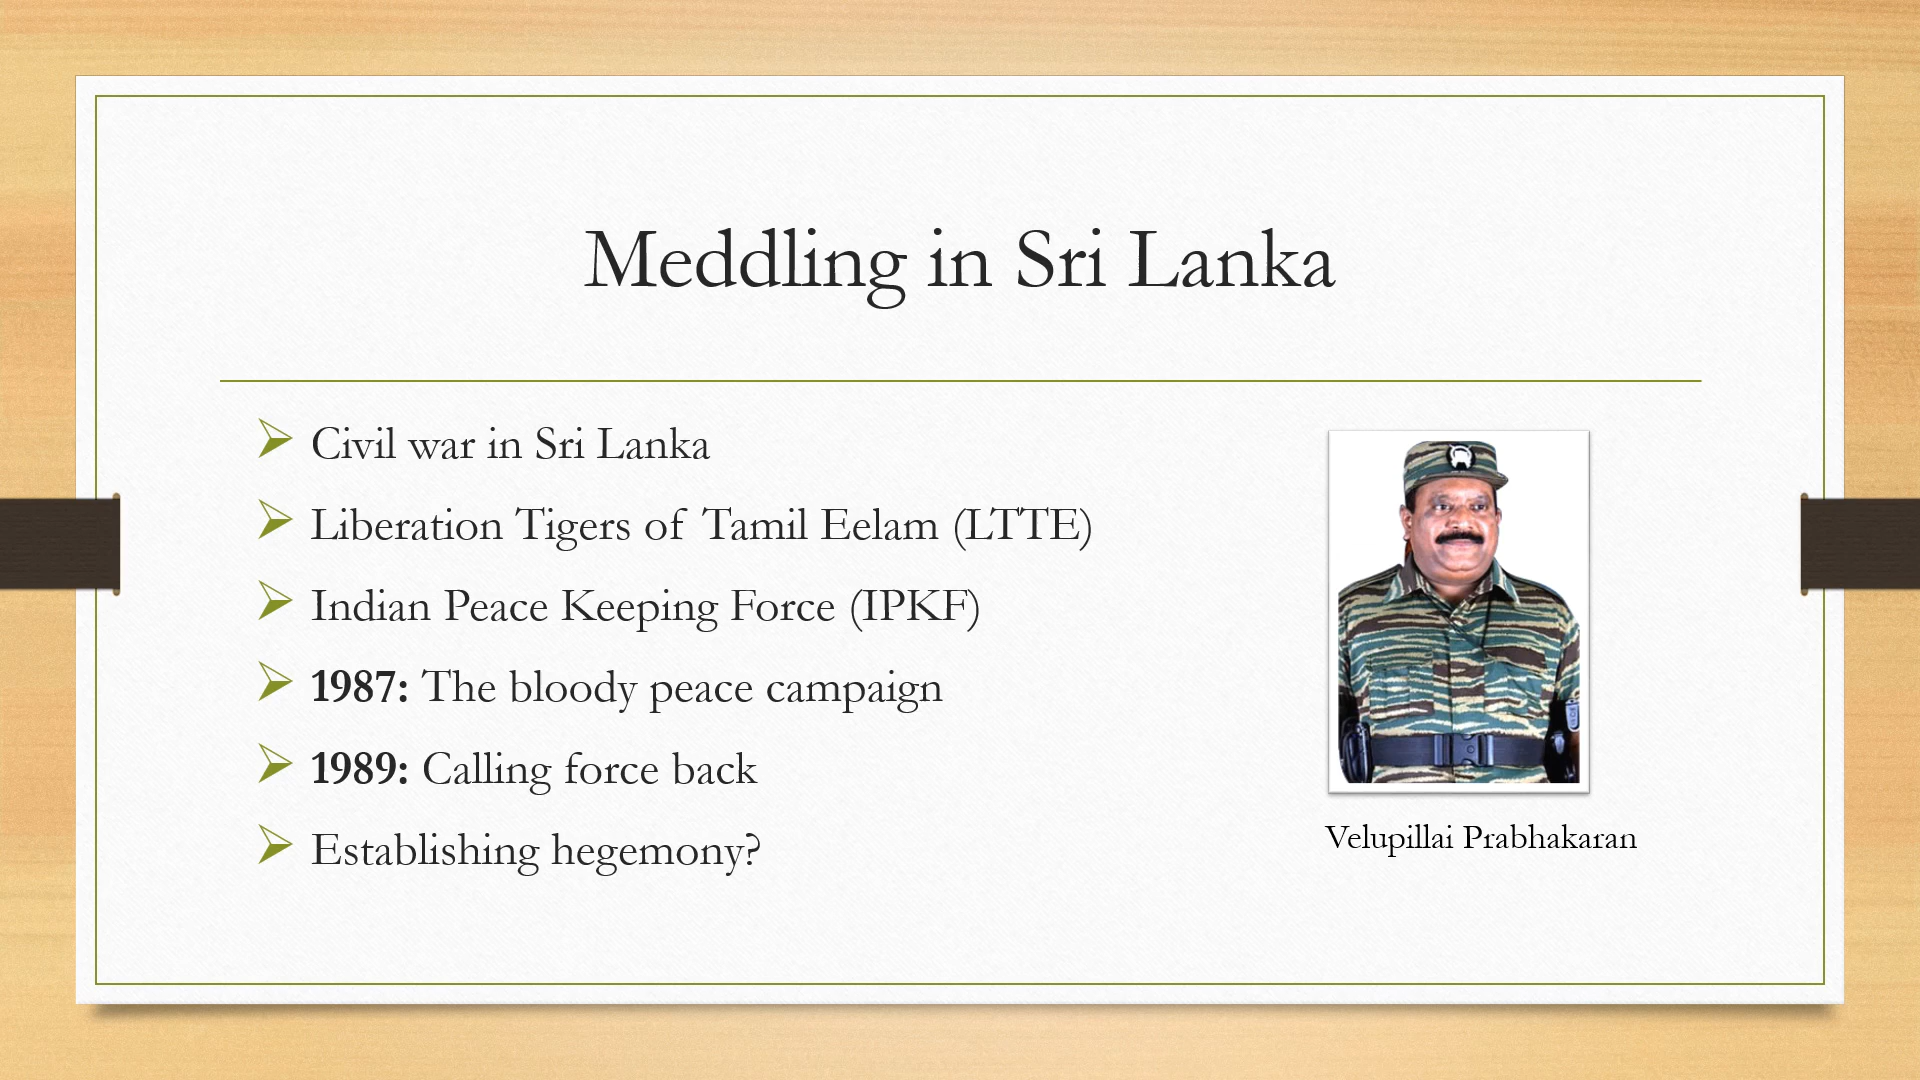 Meddling in Sri Lanka
Civil war in Sri Lanka
Liberation Tigers of Tamil Eelam (LTTE)
Indian Peace Keeping Force (IPKF)
1987: The bloody peace campaign
1989: Calling force back
Establishing hegemony?
Velupillai Prabhakaran